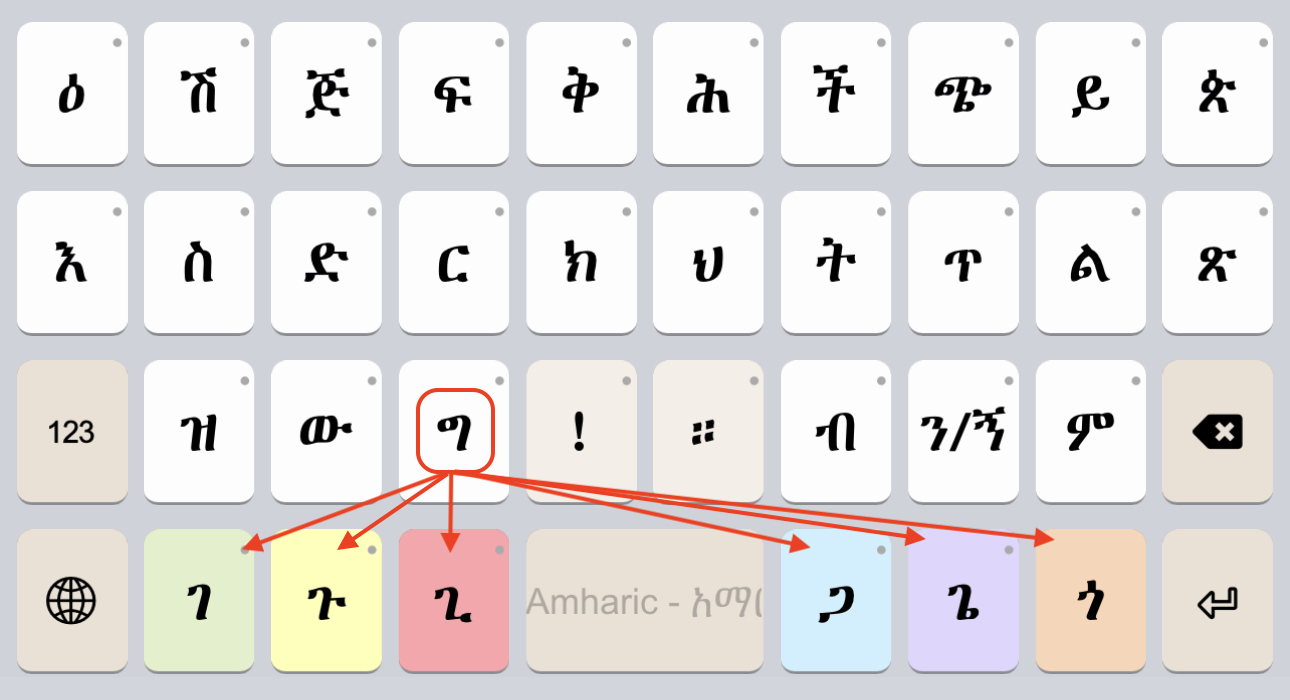 ዕ ሽ ጅ ፍ ቅ ሕ ች ጭ ይ ጵ
እ ስ ድ ር ክ ህ ት ጥ ል ጽ
123 ዝ ው ግ ! ። ብ ን/ኝ ም
ገ ጉ ጊ Amharic - አማ ጋ ጌ ጎ